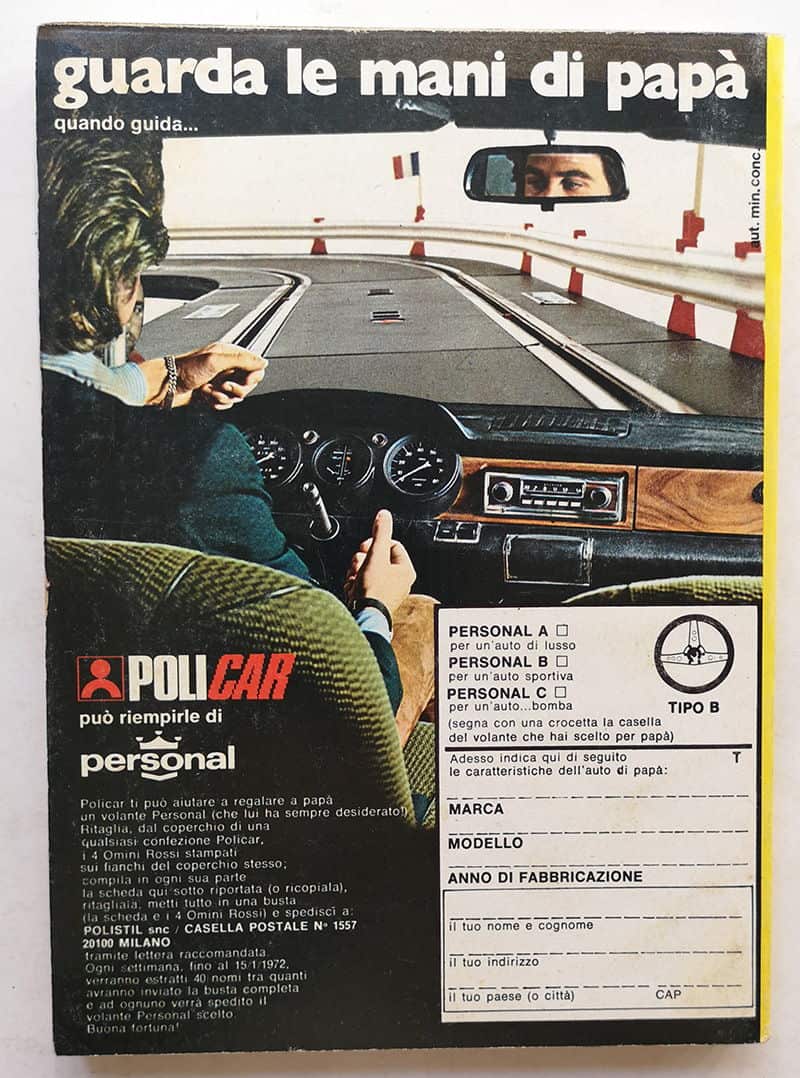 guarda le mani di papà
quando guida...
aut. min. conc.
POLICAR
può riempirle di
personal
Policar ti può aiutare a regalare a papà
un volante Personal (che lui ha sempre desiderato!)
Ritaglia, dal coperchio di una
qualsiasi confezione Policar,
i 4 Omini Rossi stampati
sui fianchi del coperchio stesso;
compila in ogni sua parte
la scheda qui sotto riportata (o ricopiala),
ritagliala, metti tutto in una busta
(la scheda e i 4 Omini Rossi) e spedisci a:
POLISTIL snc / CASELLA POSTALE N° 1557
20100 MILANO
tramite lettera raccomandata.
Ogni settimana, fino al 15/1/1972,
verranno estratti 40 nomi tra quanti
avranno inviato la busta completa
e ad ognuno verrà spedito il
volante Personal scelto.
Buona fortuna!
PERSONAL A □
per un'auto di lusso
PERSONAL B □
per un'auto sportiva
PERSONAL C □
per un'auto...bomba
TIPO B
(segna con una crocetta la casella
del volante che hai scelto per papà)
Adesso indica qui di seguito T
le caratteristiche dell'auto di papà:
MARCA
MODELLO
ANNO DI FABBRICAZIONE
il tuo nome e cognome
il tuo indirizzo
il tuo paese (o città) CAP